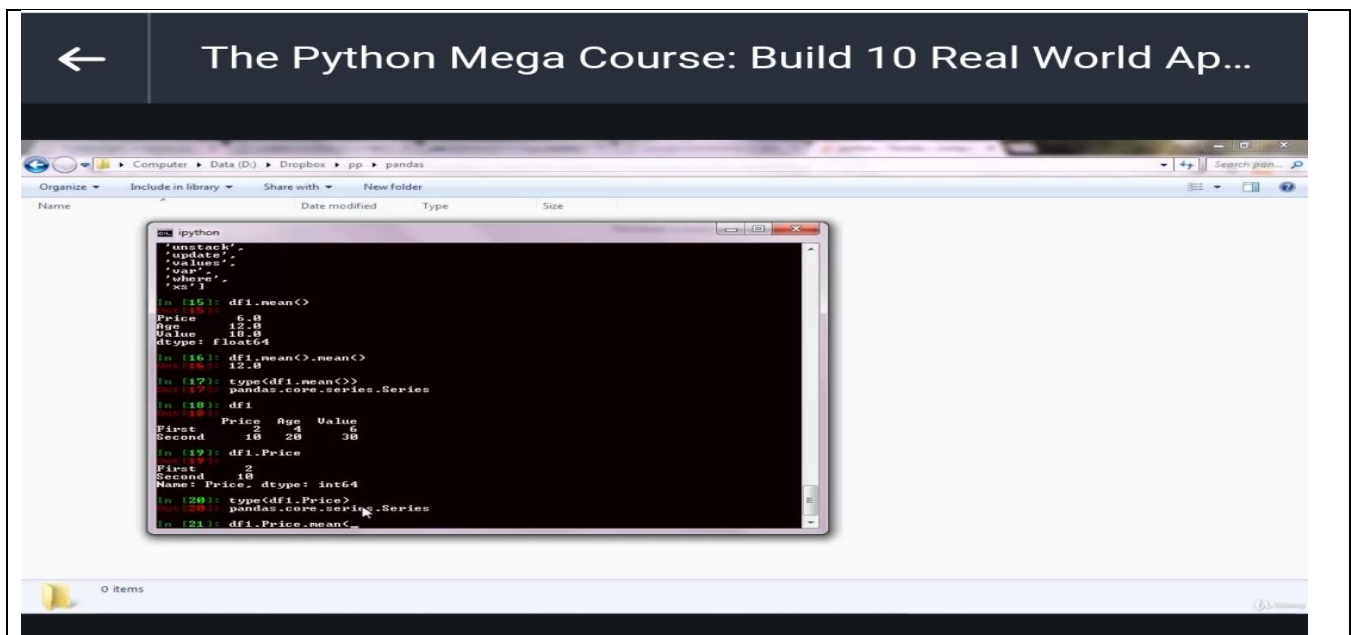 The Python Mega Course: Build 10 Real World Ap...
Computer ▸ Data (D:) ▸ Dropbox ▸ pp ▸ pandas
Search pan...
Organize Include in library Share with New folder
Name Date modified Type Size
ipython
'unstack',
'update',
'values',
'var',
'where',
'xs']
In [15]: df1.mean()
Out[15]:
Price 6.0
Age 12.0
Value 18.0
dtype: float64
In [16]: df1.mean().mean()
Out[16]: 12.0
In [17]: type(df1.mean())
Out[17]: pandas.core.series.Series
In [18]: df1
Out[18]:
Price Age Value
First 2 4 6
Second 10 20 30
In [19]: df1.Price
Out[19]:
First 2
Second 10
Name: Price, dtype: int64
In [20]: type(df1.Price)
Out[20]: pandas.core.series.Series
In [21]: df1.Price.mean(_
0 items